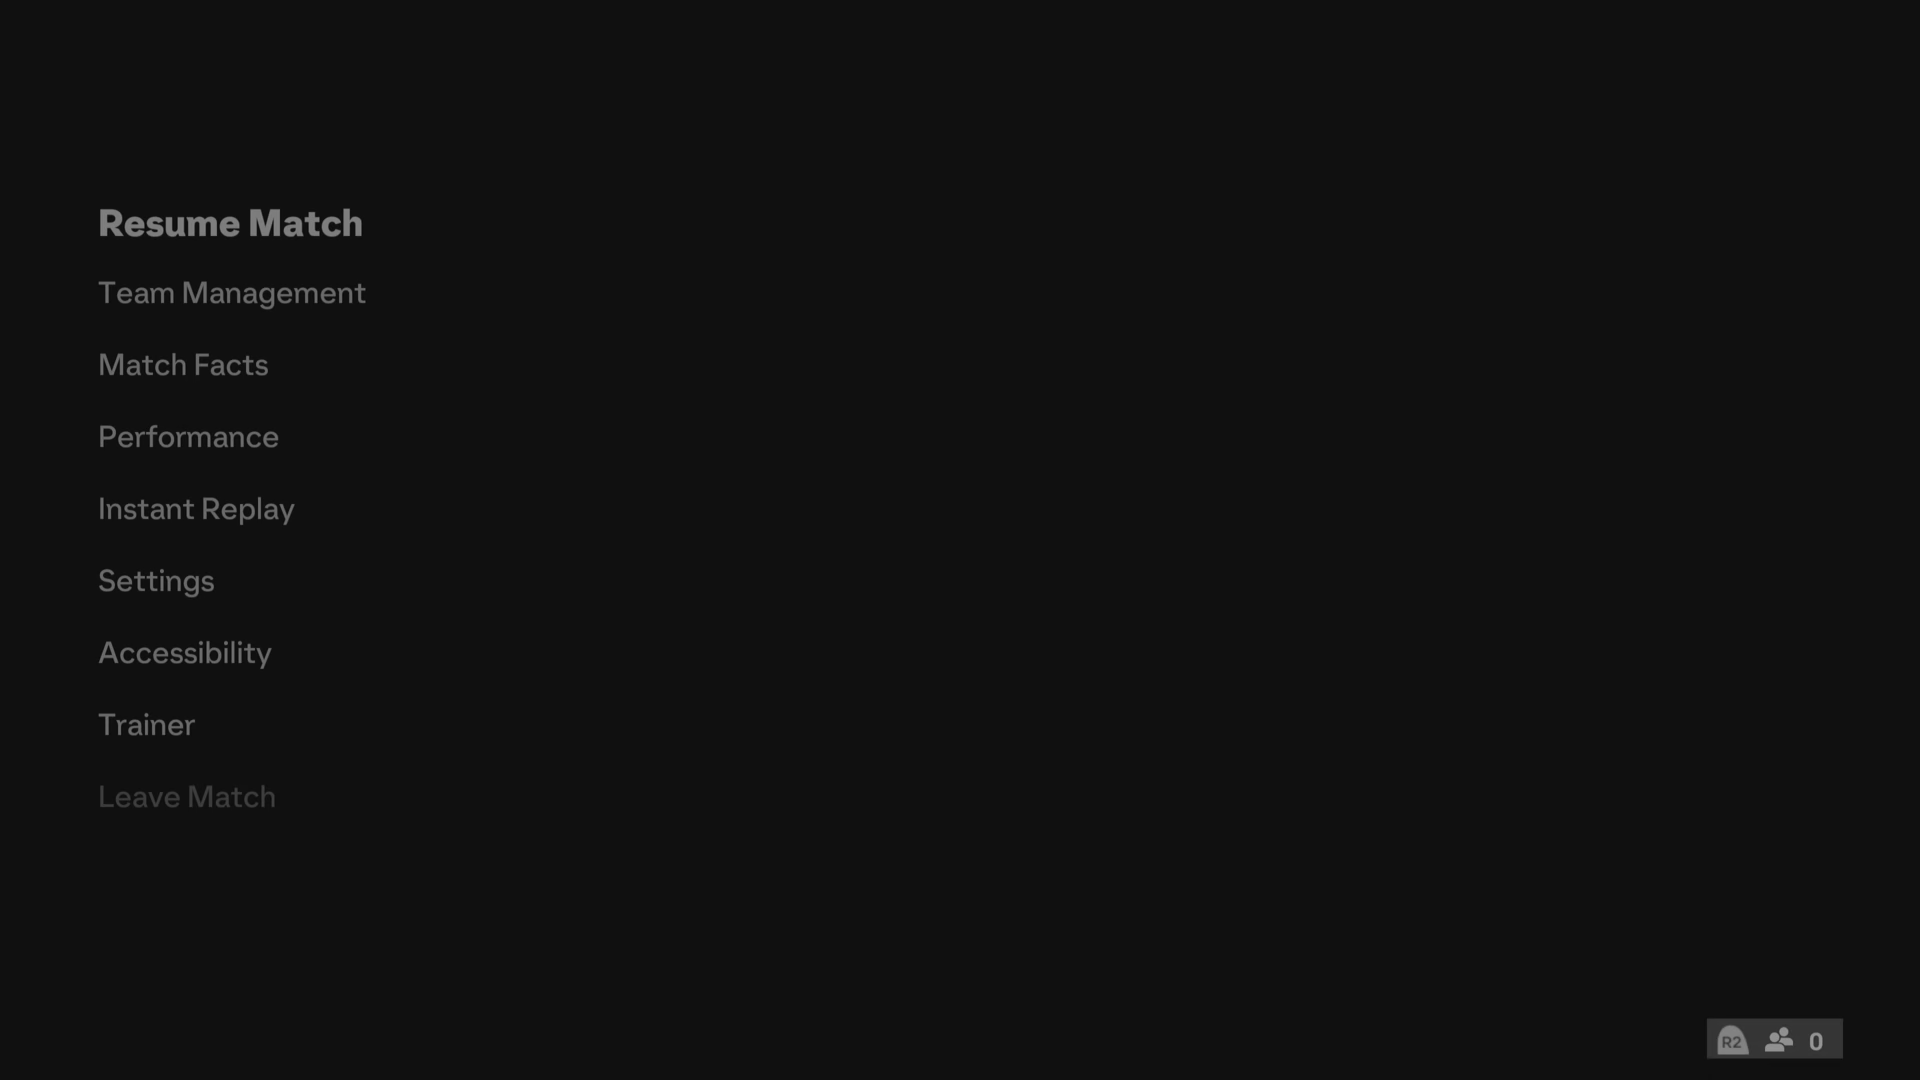 Resume Match
Team Management
Match Facts
Performance
Instant Replay
Settings
Accessibility
Trainer
Leave Match
R2 0